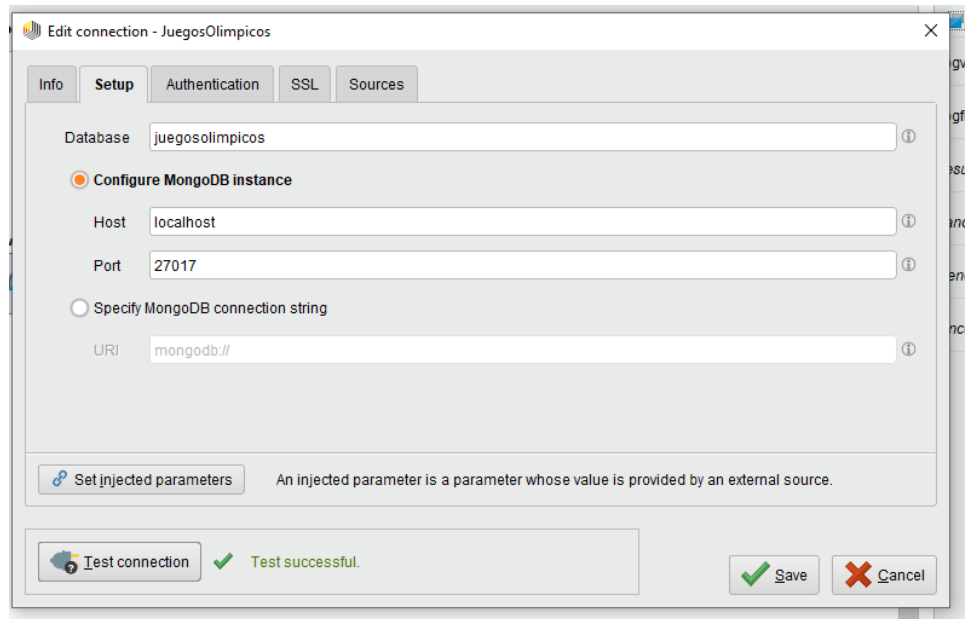 Edit connection - JuegosOlimpicos
Info Setup Authentication SSL Sources
Database juegosolimpicos
Configure MongoDB instance
Host localhost
Port 27017
Specify MongoDB connection string
URI mongodb://
Set injected parameters An injected parameter is a parameter whose value is provided by an external source.
Test connection Test successful.
Save Cancel